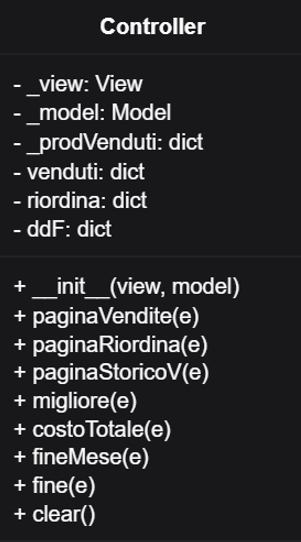 Controller
- _view: View
- _model: Model
- _prodVenduti: dict
- venduti: dict
- riordina: dict
- ddF: dict
+ __init__(view, model)
+ paginaVendite(e)
+ paginaRiordina(e)
+ paginaStoricoV(e)
+ migliore(e)
+ costoTotale(e)
+ fineMese(e)
+ fine(e)
+ clear()